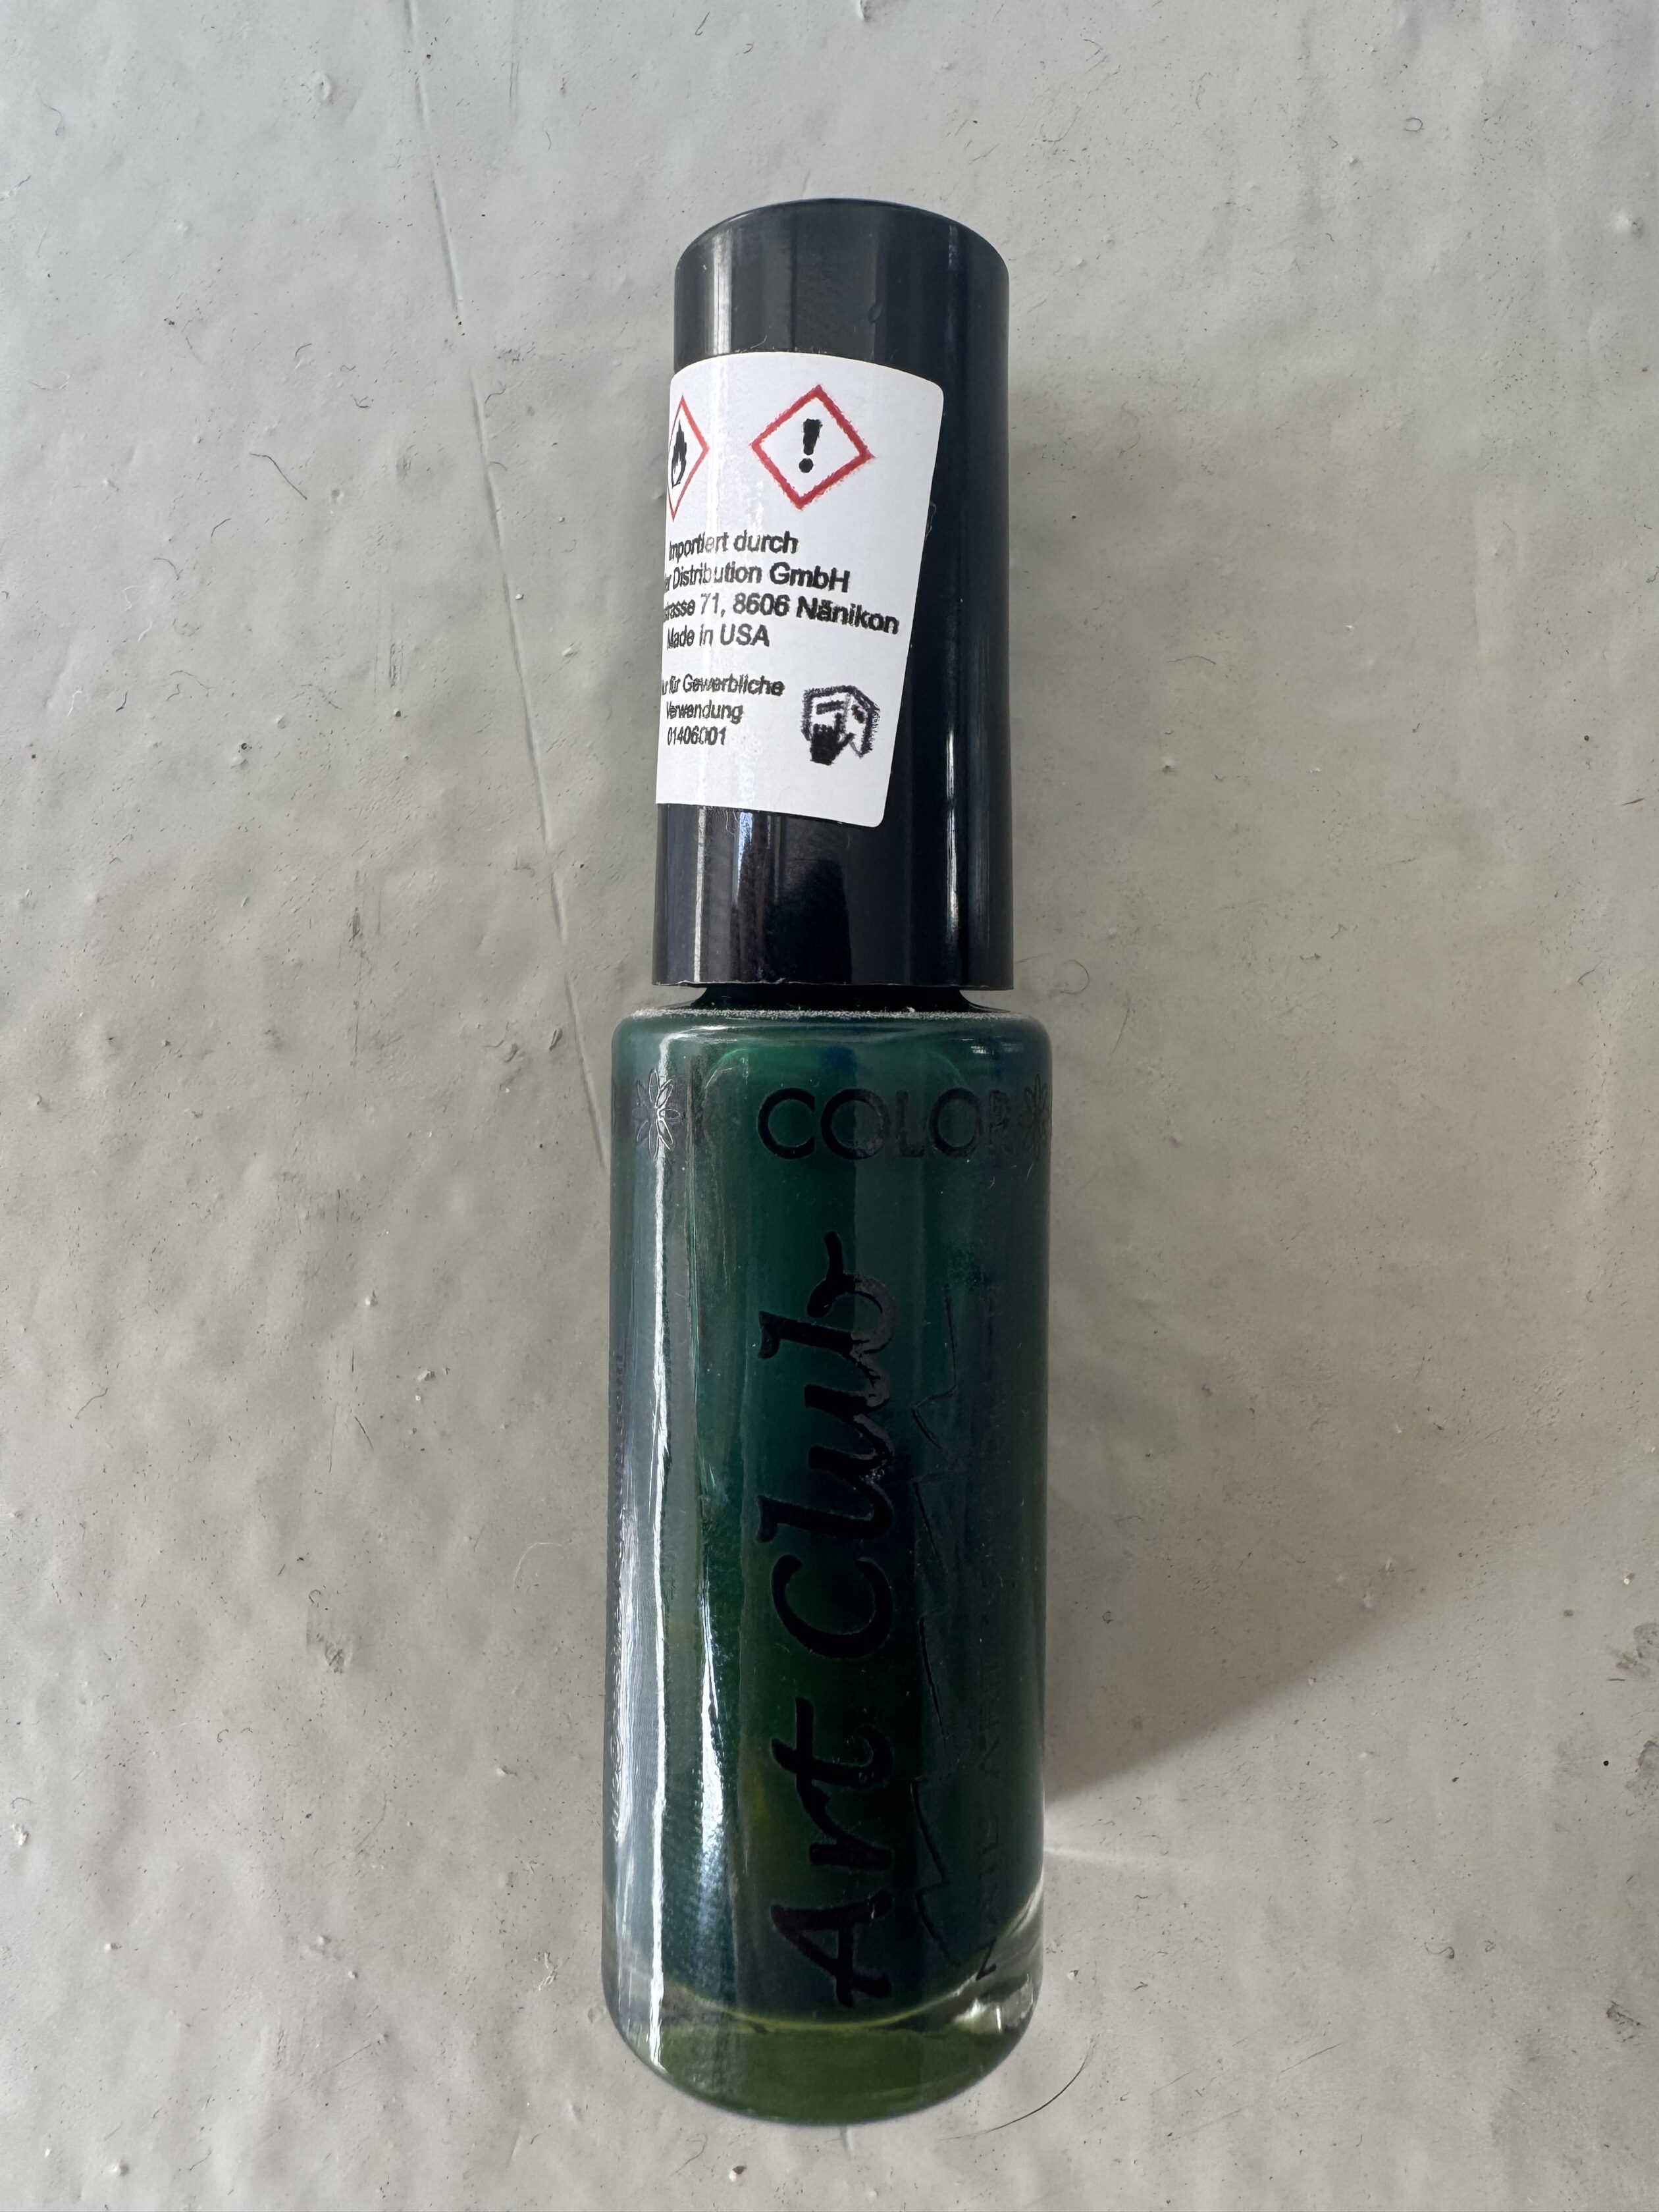 Importiert durch
Distribution GmbH
71, 8606 Nänikon
Made in USA
für Gewerbliche
Verwendung
01406001
COLOR
Art Club